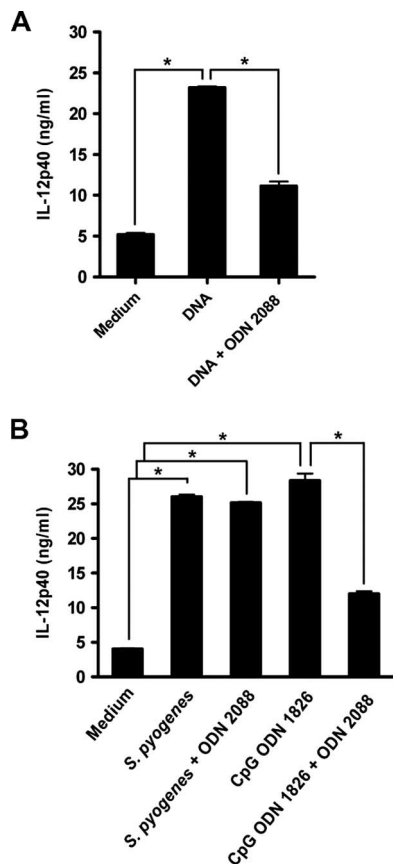 A
30
25
20
15
10
5
0
IL-12p40 (ng/ml)
*
*
Medium
DNA
DNA + ODN 2088
B
30
25
20
15
10
5
0
IL-12p40 (ng/ml)
*
*
*
*
Medium
S. pyogenes
S. pyogenes + ODN 2088
CpG ODN 1826
CpG ODN 1826 + ODN 2088